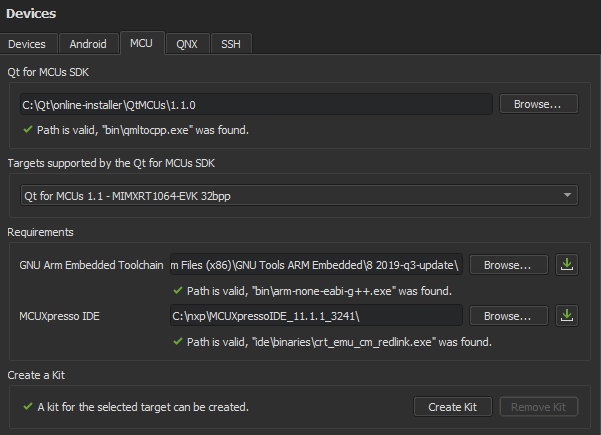 Devices
Devices Android MCU QNX SSH
Qt for MCUs SDK
C:\Qt\online-installer\QtMCUs\1.1.0 Browse...
Path is valid, "bin\qmltocpp.exe" was found.
Targets supported by the Qt for MCUs SDK
Qt for MCUs 1.1 - MIMXRT1064-EVK 32bpp
Requirements
GNU Arm Embedded Toolchain m Files (x86)\GNU Tools ARM Embedded\8 2019-q3-update\ Browse...
Path is valid, "bin\arm-none-eabi-g++.exe" was found.
MCUXpresso IDE C:\nxp\MCUXpressoIDE_11.1.1_3241\ Browse...
Path is valid, "ide\binaries\crt_emu_cm_redlink.exe" was found.
Create a Kit
A kit for the selected target can be created. Create Kit Remove Kit